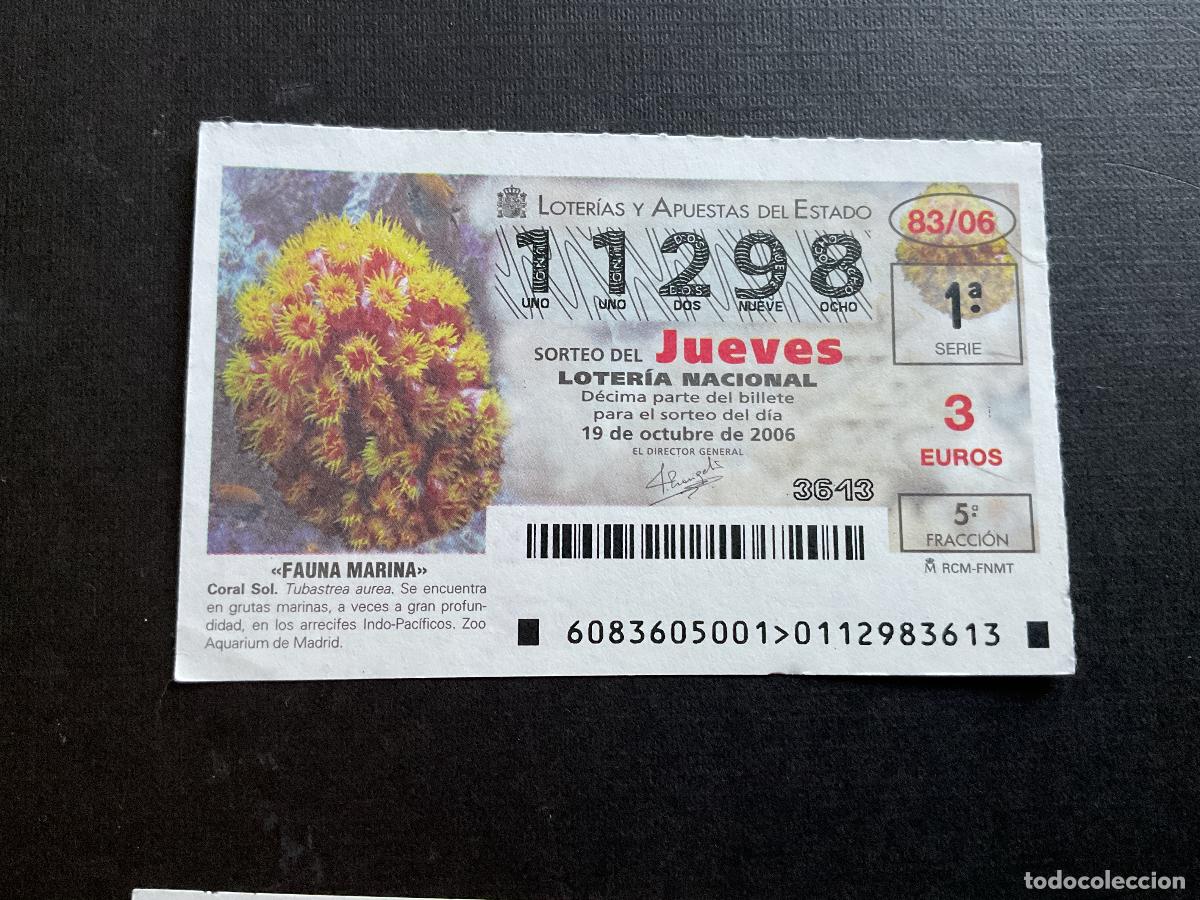 LOTERÍAS Y APUESTAS DEL ESTADO
83/06
11298
UNO UNO DOS NUEVE OCHO
1ª
SERIE
SORTEO DEL Jueves
LOTERÍA NACIONAL
Décima parte del billete
para el sorteo del día
19 de octubre de 2006
EL DIRECTOR GENERAL
3
EUROS
3613
5ª
FRACCIÓN
RCM-FNMT
«FAUNA MARINA»
Coral Sol. Tubastrea aurea. Se encuentra
en grutas marinas, a veces a gran profun-
didad, en los arrecifes Indo-Pacíficos. Zoo
Aquarium de Madrid.
6083605001>0112983613
todocoleccion